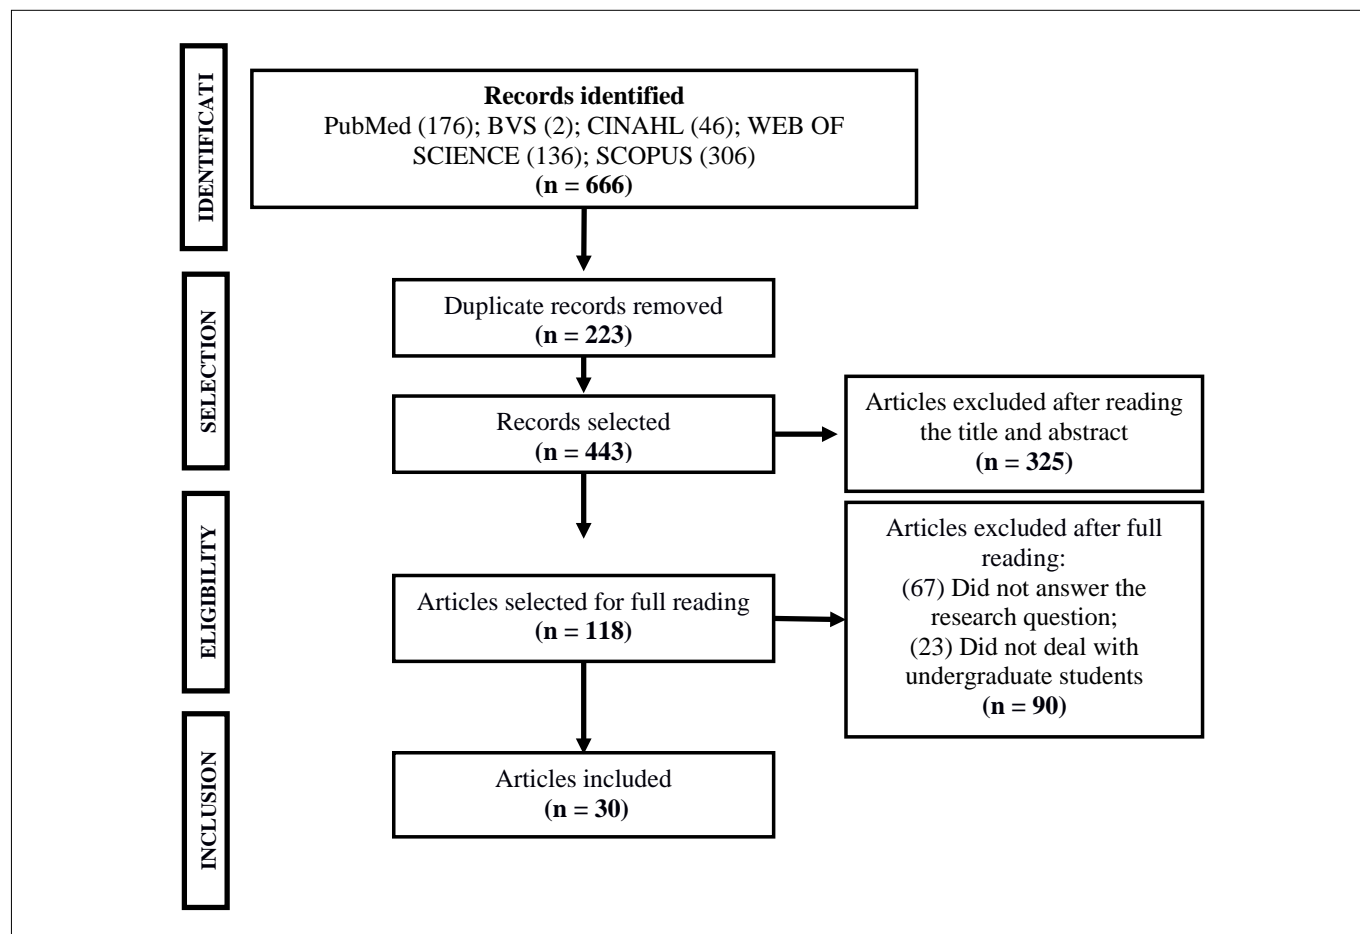 IDENTIFICATI
Records identified
PubMed (176); BVS (2); CINAHL (46); WEB OF
SCIENCE (136); SCOPUS (306)
(n = 666)
SELECTION
Duplicate records removed
(n = 223)
Records selected
(n = 443)
Articles excluded after reading
the title and abstract
(n = 325)
ELIGIBILITY
Articles selected for full reading
(n = 118)
Articles excluded after full
reading:
(67) Did not answer the
research question;
(23) Did not deal with
undergraduate students
(n = 90)
INCLUSION
Articles included
(n = 30)